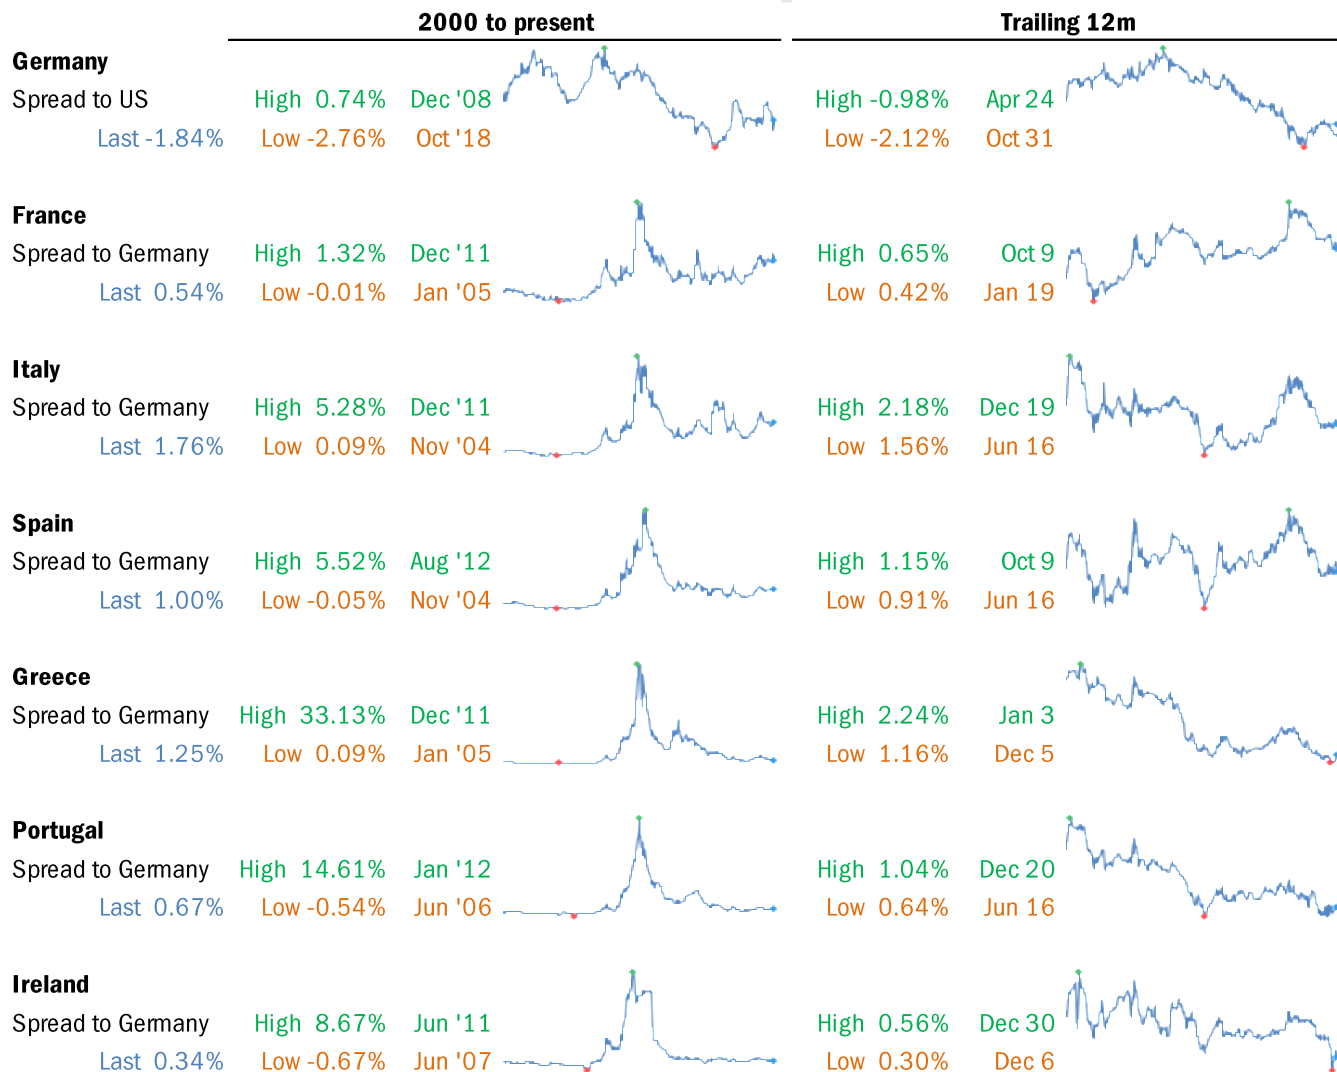 2000 to present Trailing 12m
Germany
Spread to US High 0.74% Dec '08 High -0.98% Apr 24
Last -1.84% Low -2.76% Oct '18 Low -2.12% Oct 31
France
Spread to Germany High 1.32% Dec '11 High 0.65% Oct 9
Last 0.54% Low -0.01% Jan '05 Low 0.42% Jan 19
Italy
Spread to Germany High 5.28% Dec '11 High 2.18% Dec 19
Last 1.76% Low 0.09% Nov '04 Low 1.56% Jun 16
Spain
Spread to Germany High 5.52% Aug '12 High 1.15% Oct 9
Last 1.00% Low -0.05% Nov '04 Low 0.91% Jun 16
Greece
Spread to Germany High 33.13% Dec '11 High 2.24% Jan 3
Last 1.25% Low 0.09% Jan '05 Low 1.16% Dec 5
Portugal
Spread to Germany High 14.61% Jan '12 High 1.04% Dec 20
Last 0.67% Low -0.54% Jun '06 Low 0.64% Jun 16
Ireland
Spread to Germany High 8.67% Jun '11 High 0.56% Dec 30
Last 0.34% Low -0.67% Jun '07 Low 0.30% Dec 6